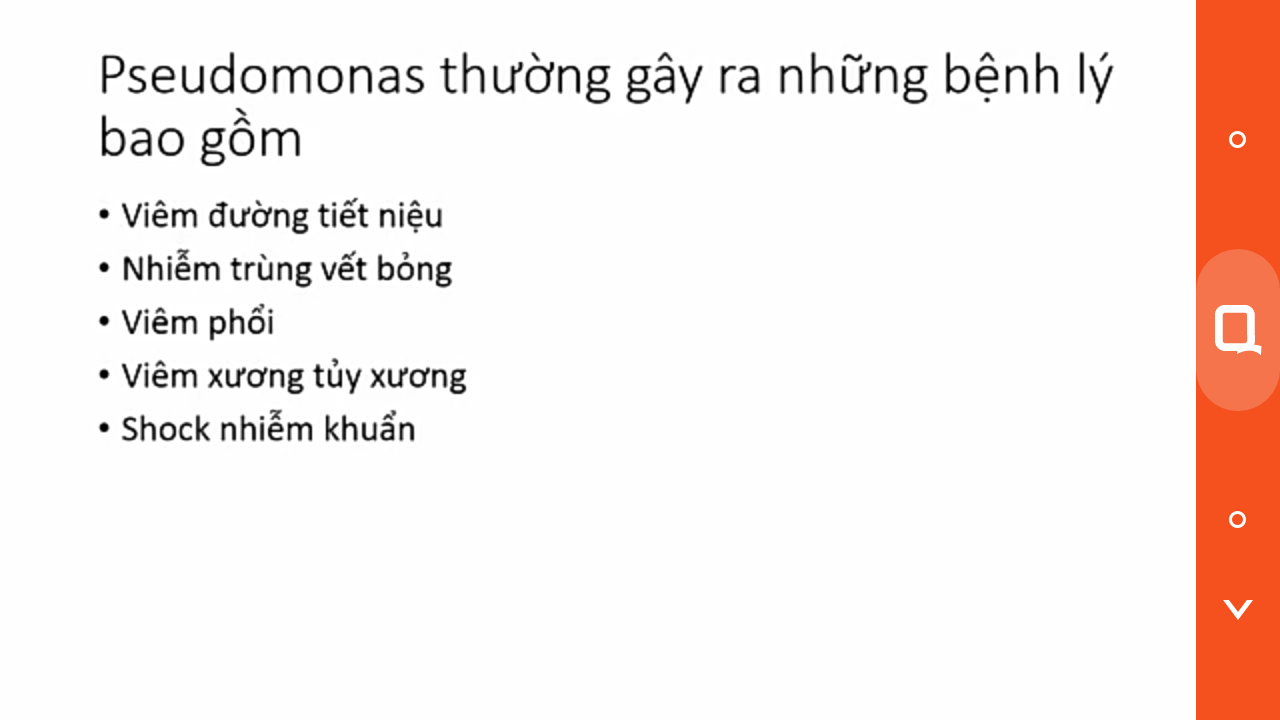 Pseudomonas thường gây ra những bệnh lý
bao gồm
• Viêm đường tiết niệu
• Nhiễm trùng vết bỏng
• Viêm phổi
• Viêm xương tủy xương
• Shock nhiễm khuẩn